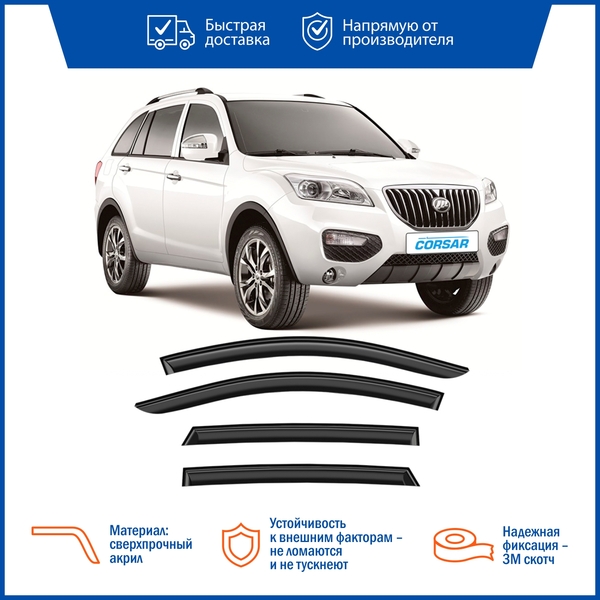 Быстрая
доставка
Напрямую от
производителя
CORSAR
Материал:
сверхпрочный
акрил
Устойчивость
к внешним факторам –
не ломаются
и не тускнеют
Надежная
фиксация –
3М скотч